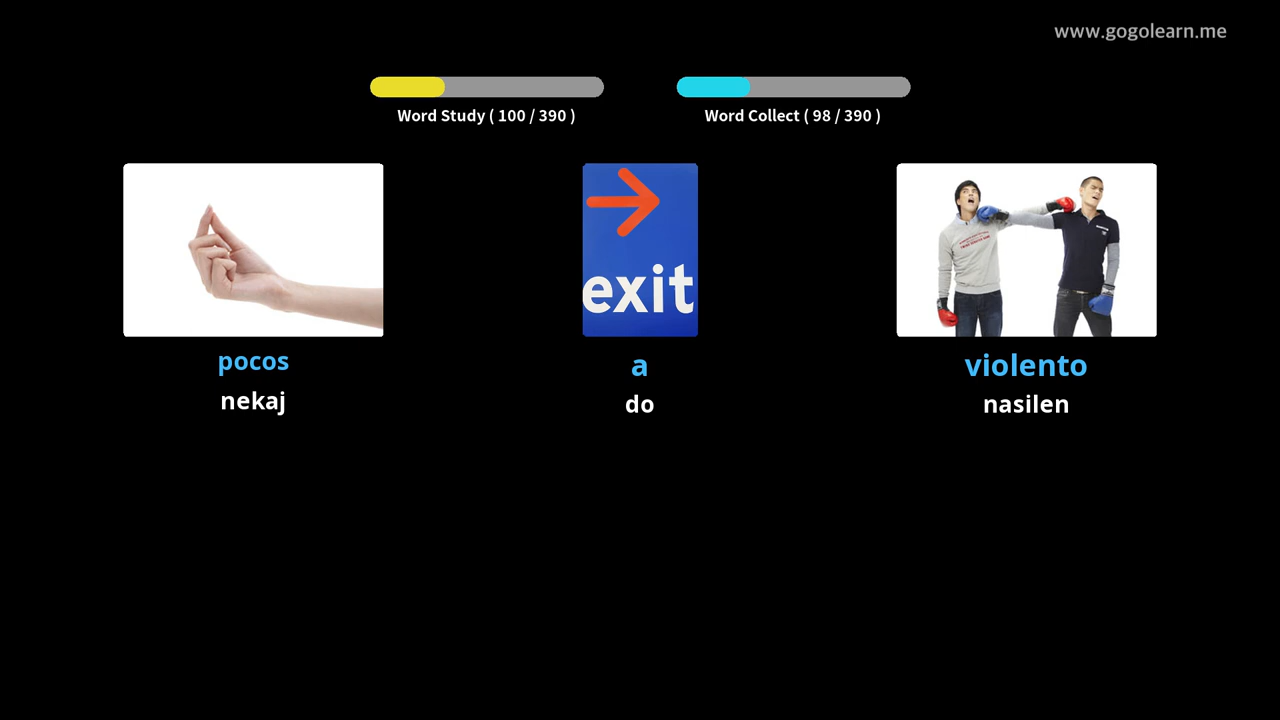 www.gogolearn.me
Word Study ( 100 / 390 )
Word Collect ( 98 / 390 )
exit
pocos
a
violento
nekaj
do
nasilen